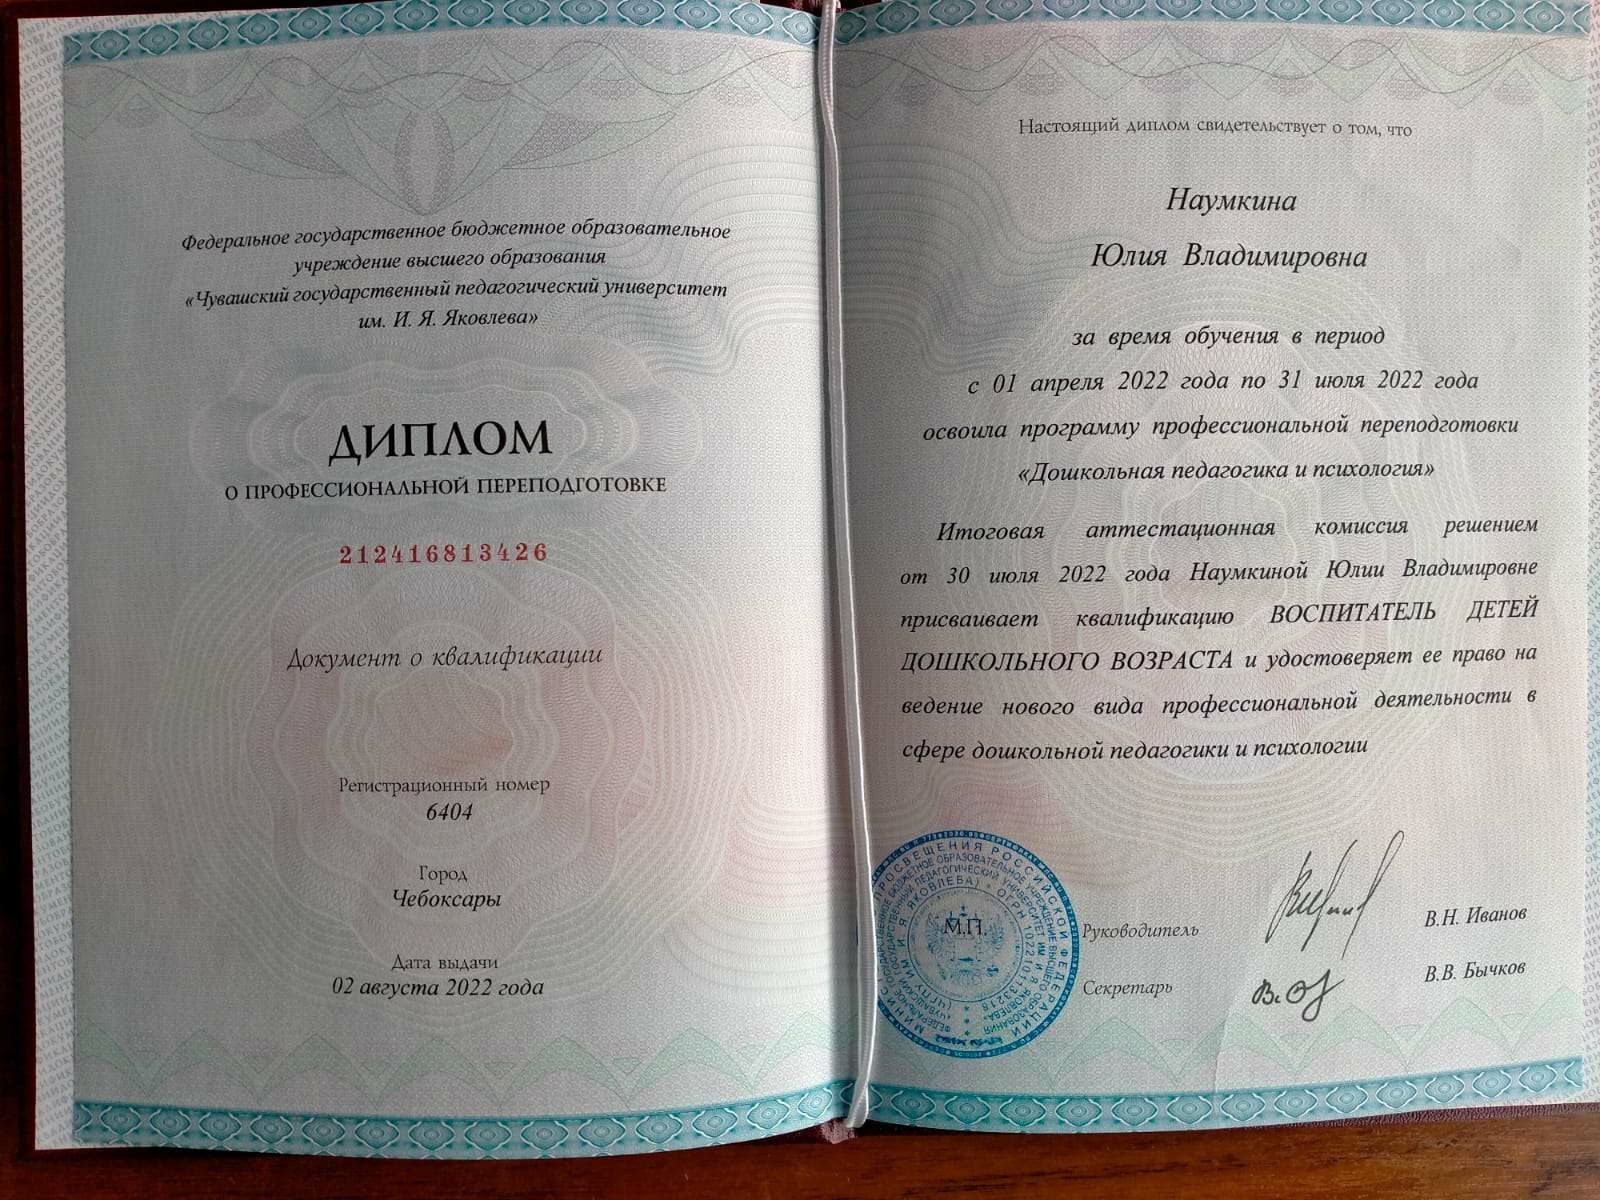 Федеральное государственное бюджетное образовательное
учреждение высшего образования
«Чувашский государственный педагогический университет
им. И. Я. Яковлева»
ДИПЛОМ
О ПРОФЕССИОНАЛЬНОЙ ПЕРЕПОДГОТОВКЕ
212416813426
Документ о квалификации
Регистрационный номер
6404
Город
Чебоксары
Дата выдачи
02 августа 2022 года
Настоящий диплом свидетельствует о том, что
Наумкина
Юлия Владимировна
за время обучения в период
с 01 апреля 2022 года по 31 июля 2022 года
освоила программу профессиональной переподготовки
«Дошкольная педагогика и психология»
Итоговая аттестационная комиссия решением
от 30 июля 2022 года Наумкиной Юлии Владимировне
присваивает квалификацию ВОСПИТАТЕЛЬ ДЕТЕЙ
ДОШКОЛЬНОГО ВОЗРАСТА и удостоверяет ее право на
ведение нового вида профессиональной деятельности в
сфере дошкольной педагогики и психологии
М.П.
Руководитель
В.Н. Иванов
Секретарь
В.В. Бычков